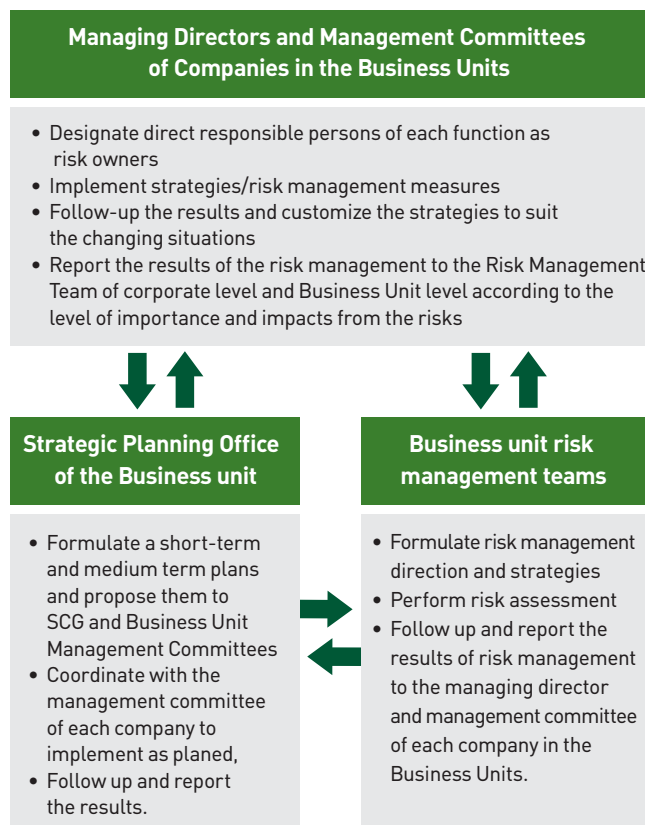 Managing Directors and Management Committees
of Companies in the Business Units
• Designate direct responsible persons of each function as
risk owners
• Implement strategies/risk management measures
• Follow-up the results and customize the strategies to suit
the changing situations
• Report the results of the risk management to the Risk Management
Team of corporate level and Business Unit level according to the
level of importance and impacts from the risks
Strategic Planning Office
of the Business unit
• Formulate a short-term
and medium term plans
and propose them to
SCG and Business Unit
Management Committees
• Coordinate with the
management committee
of each company to
implement as planed,
• Follow up and report
the results.
Business unit risk
management teams
• Formulate risk management
direction and strategies
• Perform risk assessment
• Follow up and report the
results of risk management
to the managing director
and management committee
of each company in the
Business Units.